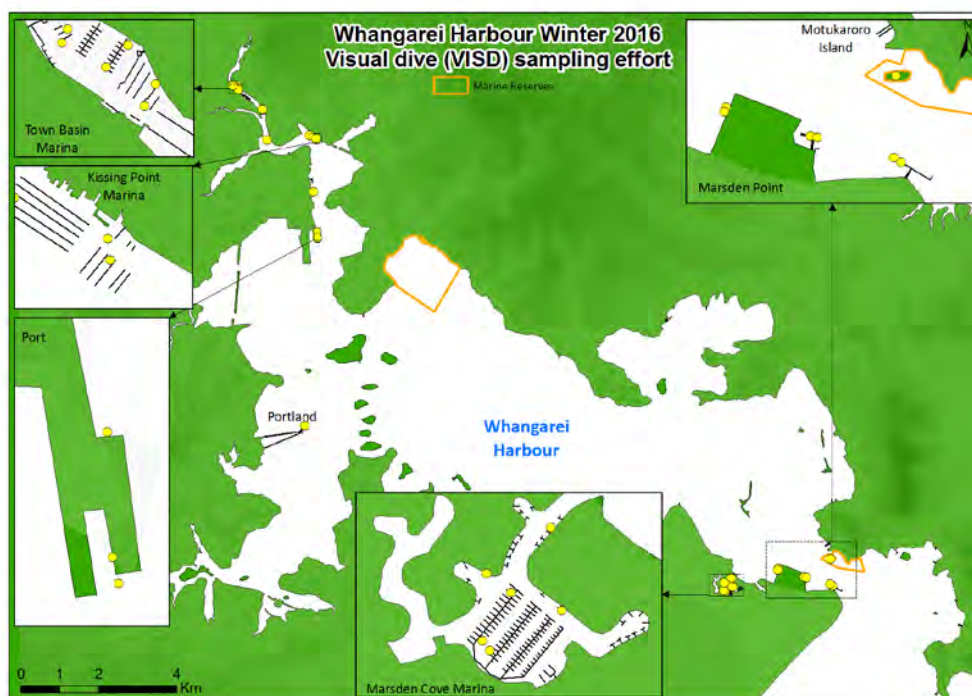 Whangarei Harbour Winter 2016
Visual dive (VISD) sampling effort
Marine Reserves
Town Basin
Marina
Kissing Point
Marina
Port
Motukaroro
Island
Marsden Point
Portland
Whangarei
Harbour
Marsden Cove Marina
0 1 2 4
Km